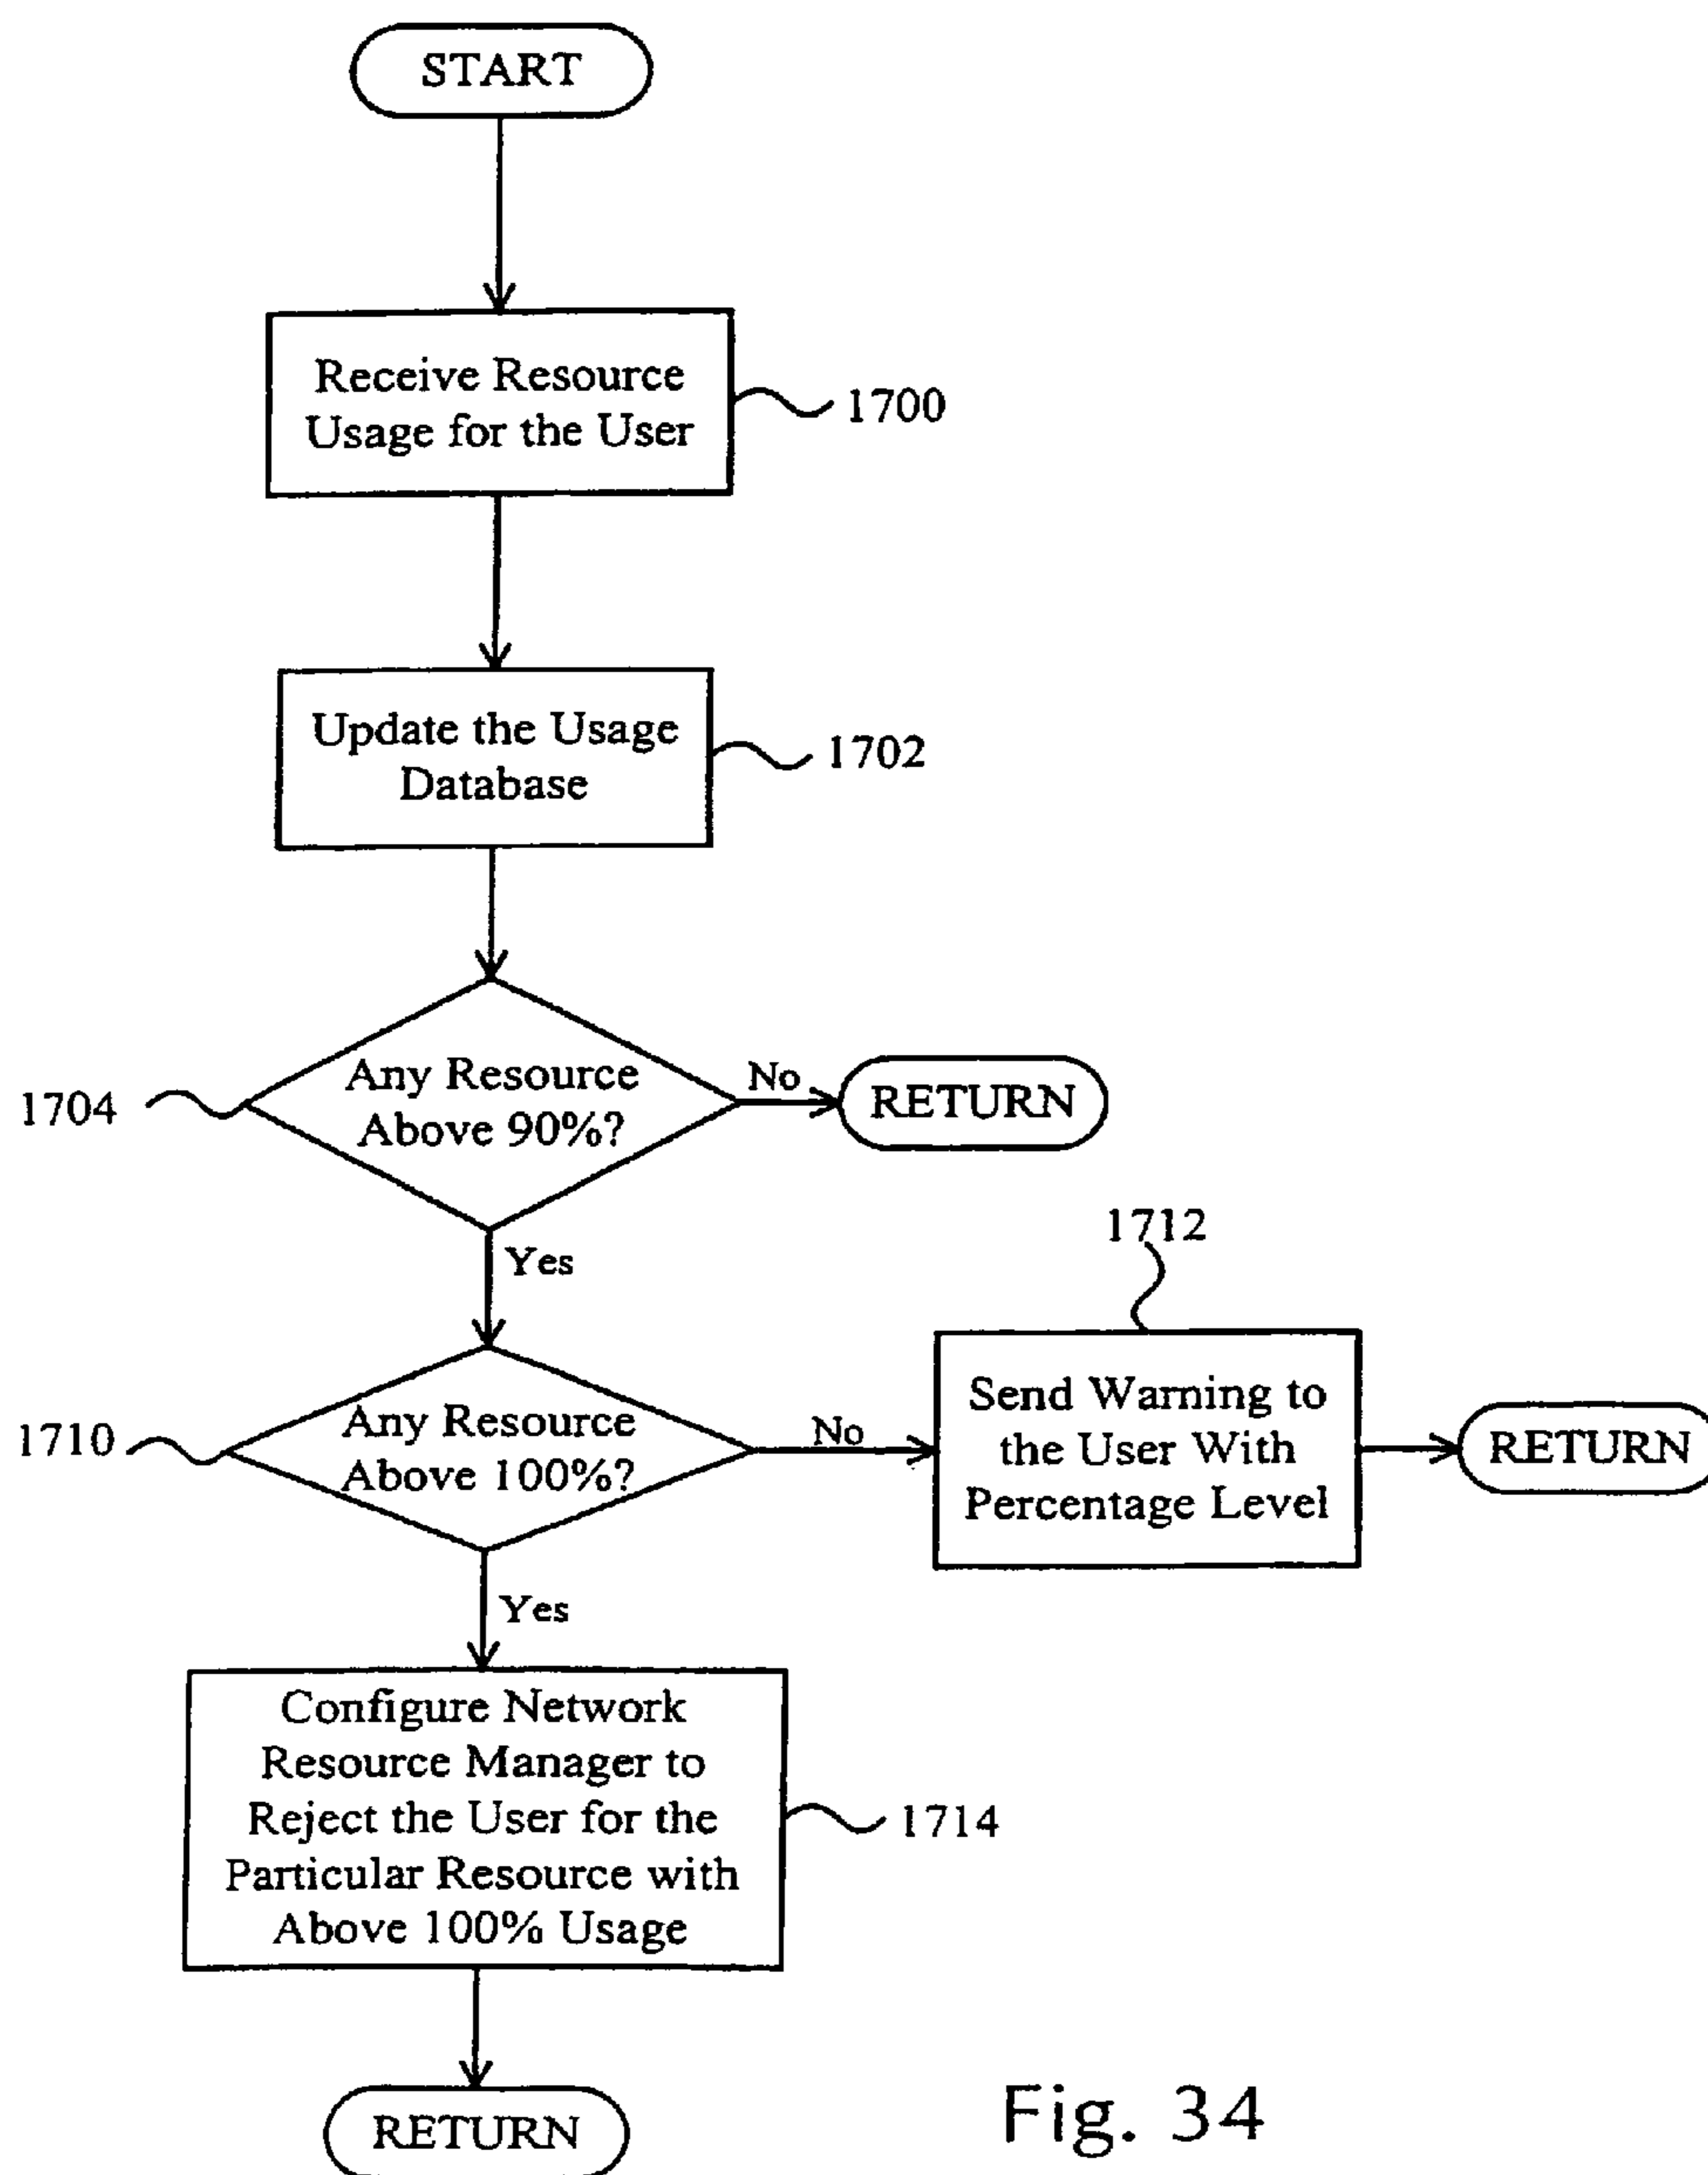 START
Receive Resource
Usage for the User
1700
Update the Usage
Database
1702
Any Resource
Above 90%?
1704
No
RETURN
Yes
1712
Any Resource
Above 100%?
1710
No
Send Warning to
the User With
Percentage Level
RETURN
Yes
Configure Network
Resource Manager to
Reject the User for the
Particular Resource with
Above 100% Usage
1714
RETURN
Fig. 34